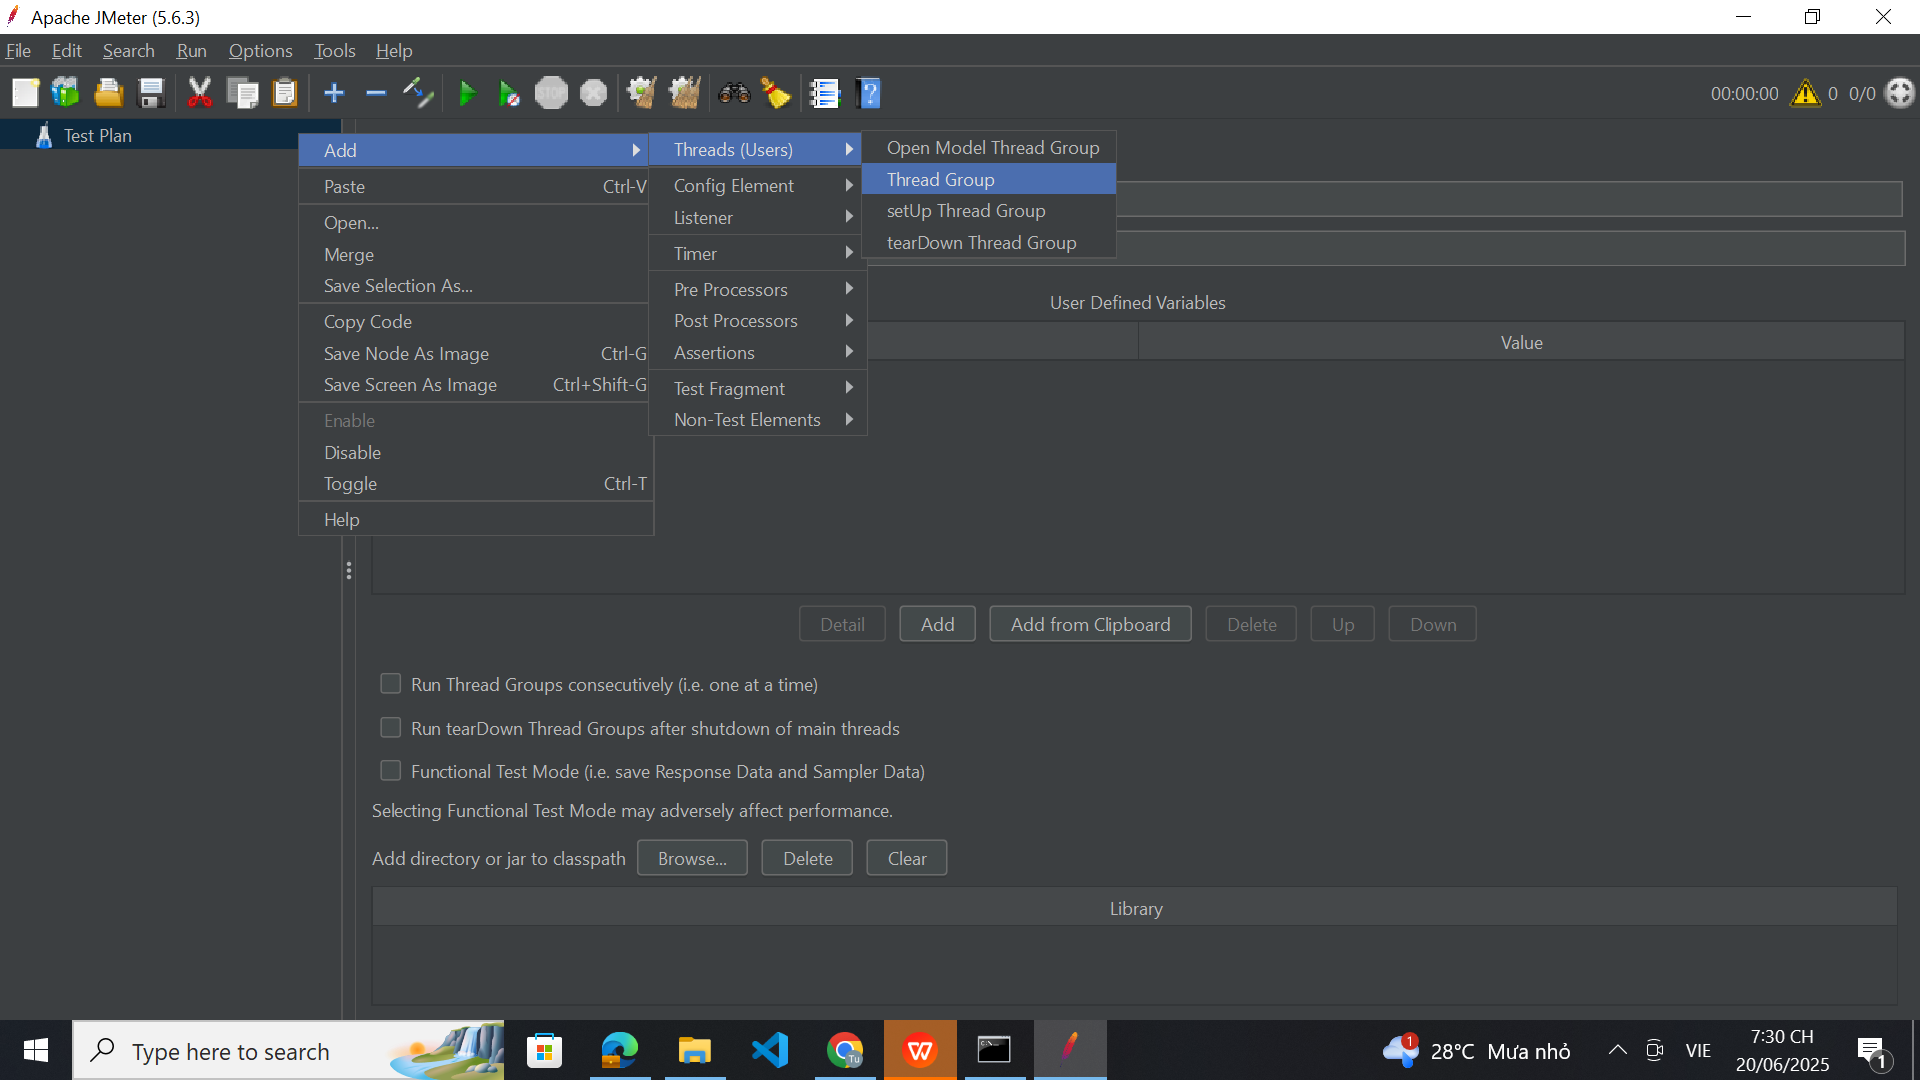 Apache JMeter (5.6.3)
File Edit Search Run Options Tools Help
STOP
00:00:00 0 0/0
Test Plan
Add
Paste Ctrl-V
Open...
Merge
Save Selection As...
Copy Code
Save Node As Image Ctrl-G
Save Screen As Image Ctrl+Shift-G
Enable
Disable
Toggle Ctrl-T
Help
Threads (Users)
Config Element
Listener
Timer
Pre Processors
Post Processors
Assertions
Test Fragment
Non-Test Elements
Open Model Thread Group
Thread Group
setUp Thread Group
tearDown Thread Group
User Defined Variables
Value
Detail Add Add from Clipboard Delete Up Down
Run Thread Groups consecutively (i.e. one at a time)
Run tearDown Thread Groups after shutdown of main threads
Functional Test Mode (i.e. save Response Data and Sampler Data)
Selecting Functional Test Mode may adversely affect performance.
Add directory or jar to classpath Browse... Delete Clear
Library
Type here to search
Tu
W
1
28°C Mưa nhỏ
VIE
7:30 CH
20/06/2025
1